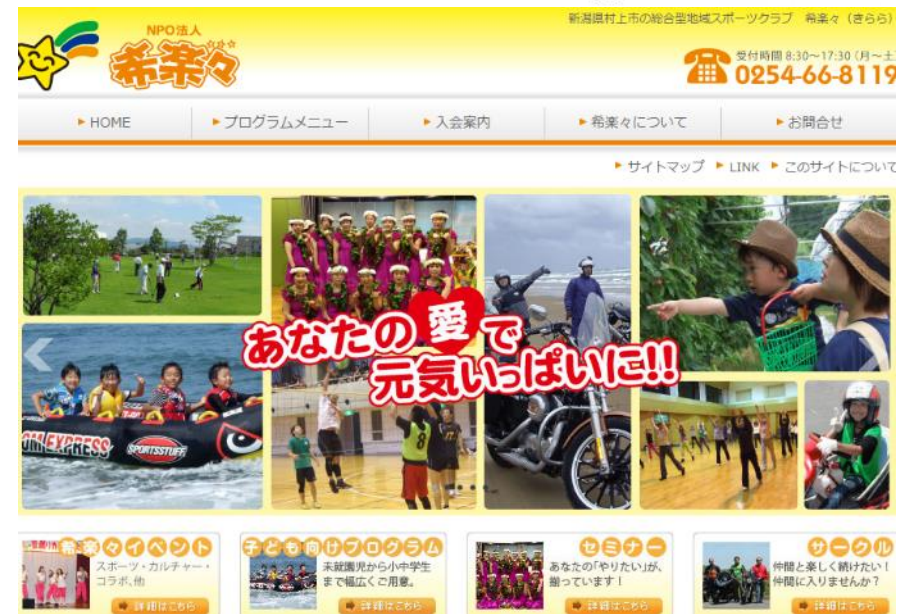 新潟県村上市の総合型地域スポーツクラブ 希楽々(きらら)
NPO法人
希楽々
受付時間 8:30～17:30 (月～土
0254-66-8119
HOME
プログラムメニュー
入会案内
希楽々について
お問合せ
サイトマップ LINK このサイトについて
あなたの愛で
元気いっぱいに!!
OM EXPRESS
SPORTSSTUFF
8
17
希楽々イベント
スポーツ・カルチャー・
コラボ、他
詳細はこちら
子ども向けプログラム
未就園児から小中学生
まで幅広くご用意。
詳細はこちら
セミナー
あなたの「やりたい」が、
揃っています！
詳細はこちら
サークル
仲間と楽しく続けたい！
仲間に入りませんか？
詳細はこちら